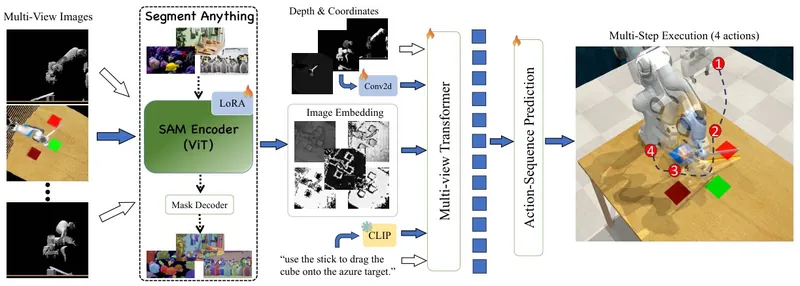 Multi-View Images
Segment Anything
LoRA
SAM Encoder
(ViT)
Mask Decoder
Depth & Coordinates
Conv2d
Image Embedding
CLIP
“use the stick to drag the
cube onto the azure target.”
Multi-view Transformer
Action-Sequence Prediction
Multi-Step Execution (4 actions)
1
2
3
4